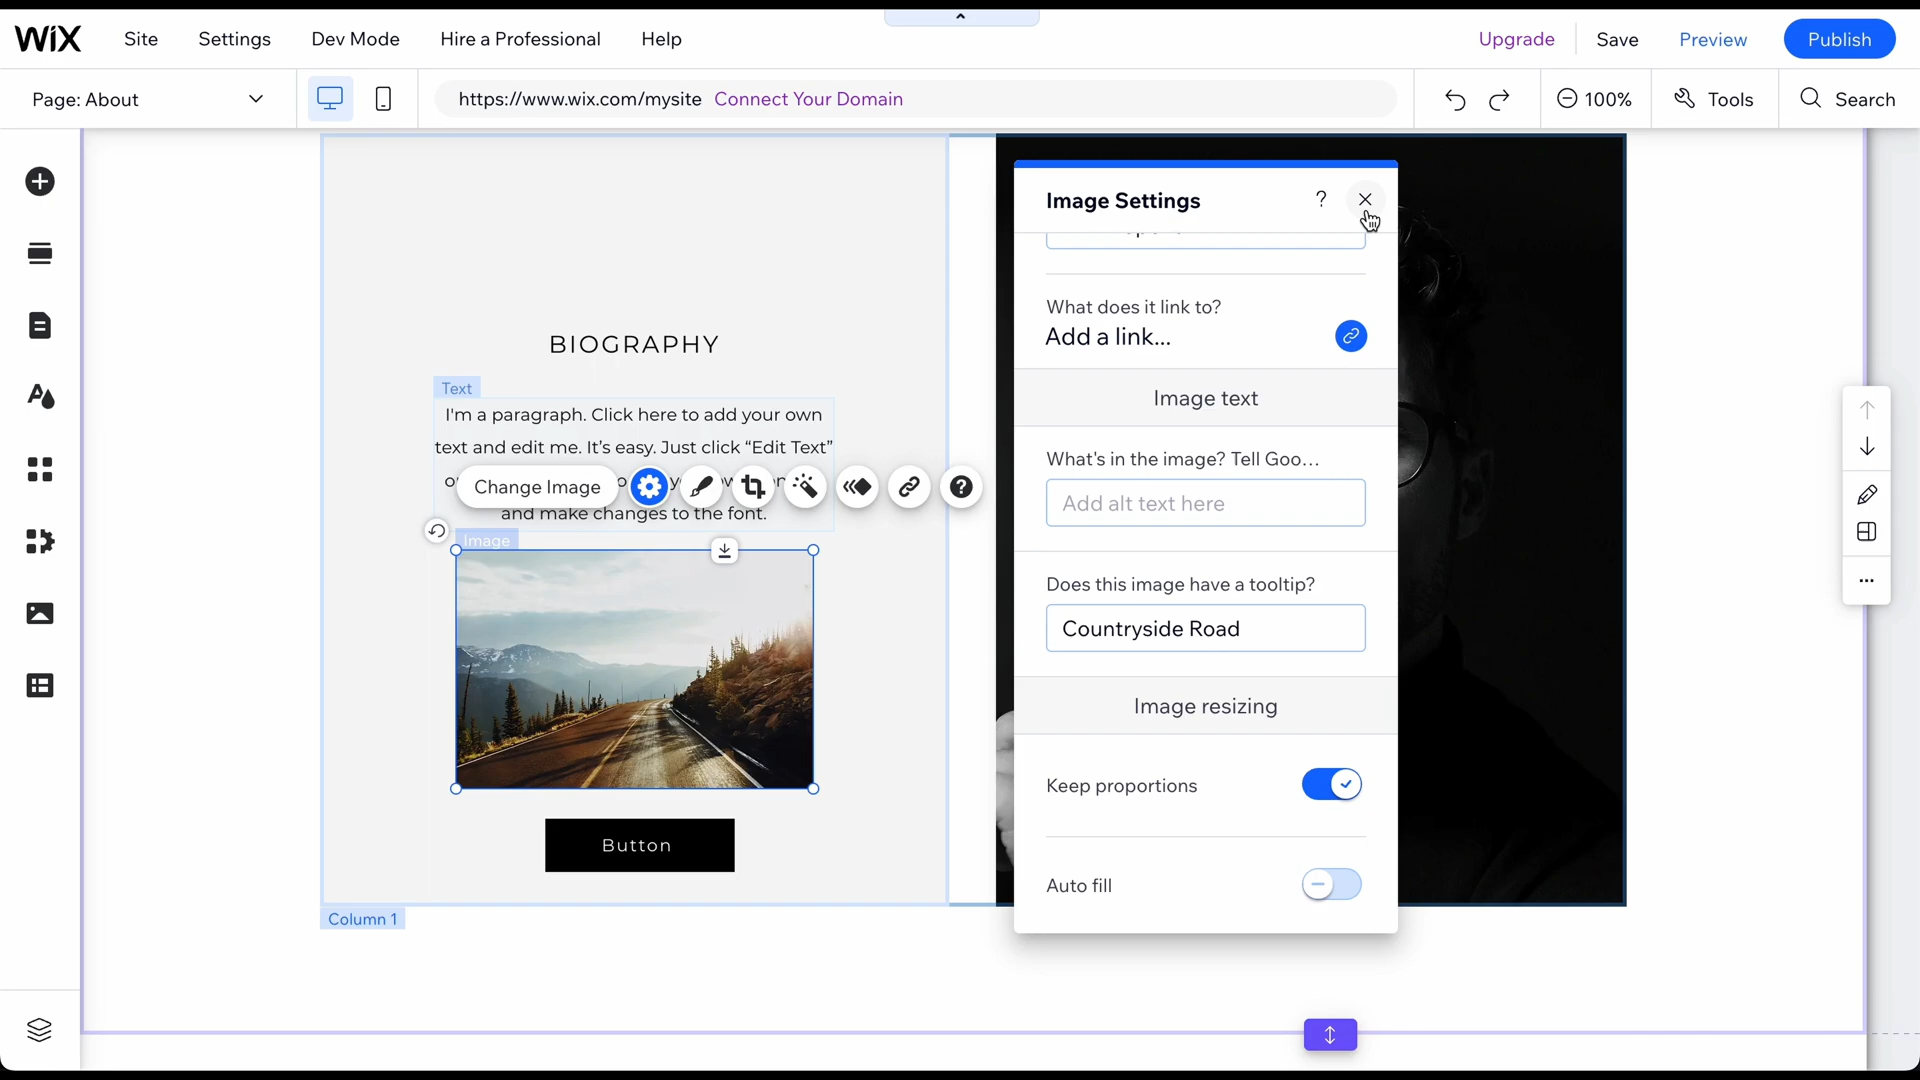 WiX Site Settings Dev Mode Hire a Professional Help Upgrade Save Preview Publish
Page: About https://www.wix.com/mysite Connect Your Domain 100% Tools Search
BIOGRAPHY
Text
I'm a paragraph. Click here to add your own
text and edit me. It's easy. Just click “Edit Text”
Change Image
and make changes to the font.
Image
Button
Column 1
Image Settings ?
What does it link to?
Add a link...
Image text
What's in the image? Tell Goo...
Add alt text here
Does this image have a tooltip?
Countryside Road
Image resizing
Keep proportions
Auto fill